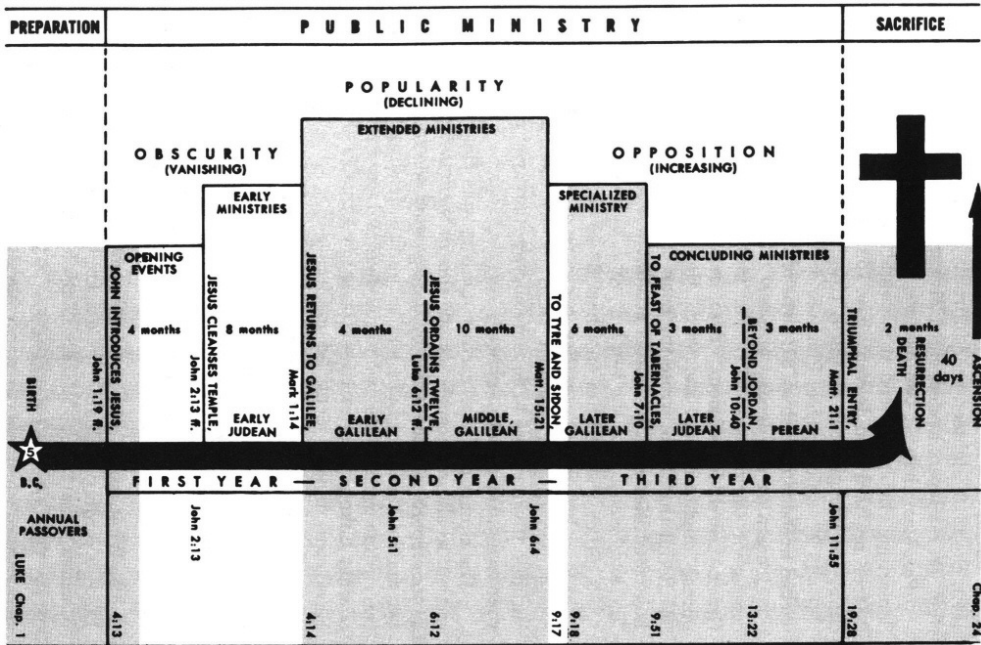 PREPARATION
PUBLIC MINISTRY
SACRIFICE
POPULARITY
(DECLINING)
EXTENDED MINISTRIES
OBSCURITY
(VANISHING)
OPPOSITION
(INCREASING)
EARLY
MINISTRIES
SPECIALIZED
MINISTRY
OPENING
EVENTS
CONCLUDING MINISTRIES
JOHN INTRODUCES JESUS,
John 1:19 ff.
4 months
JESUS CLEANSES TEMPLE,
John 2:13 ff.
8 months
JESUS RETURNS TO GALILEE,
Mark 1:14
4 months
JESUS ORDAINS TWELVE,
Luke 6:12 ff.
10 months
TO TYRE AND SIDON,
Matt. 15:21
6 months
TO FEAST OF TABERNACLES,
John 7:10
3 months
BEYOND JORDAN,
John 10:40
3 months
TRIUMPHAL ENTRY,
Matt. 21:1
2 months
DEATH
RESURRECTION
40
days
ASCENSION
BIRTH
5
B.C.
EARLY
JUDEAN
EARLY
GALILEAN
MIDDLE,
GALILEAN
LATER
GALILEAN
LATER
JUDEAN
PEREAN
FIRST YEAR — SECOND YEAR — THIRD YEAR
ANNUAL
PASSOVERS
John 2:13
John 5:1
John 6:4
John 11:55
LUKE Chap. 1
4:13
4:14
6:12
9:17
9:18
9:51
13:22
19:28
Chap. 24